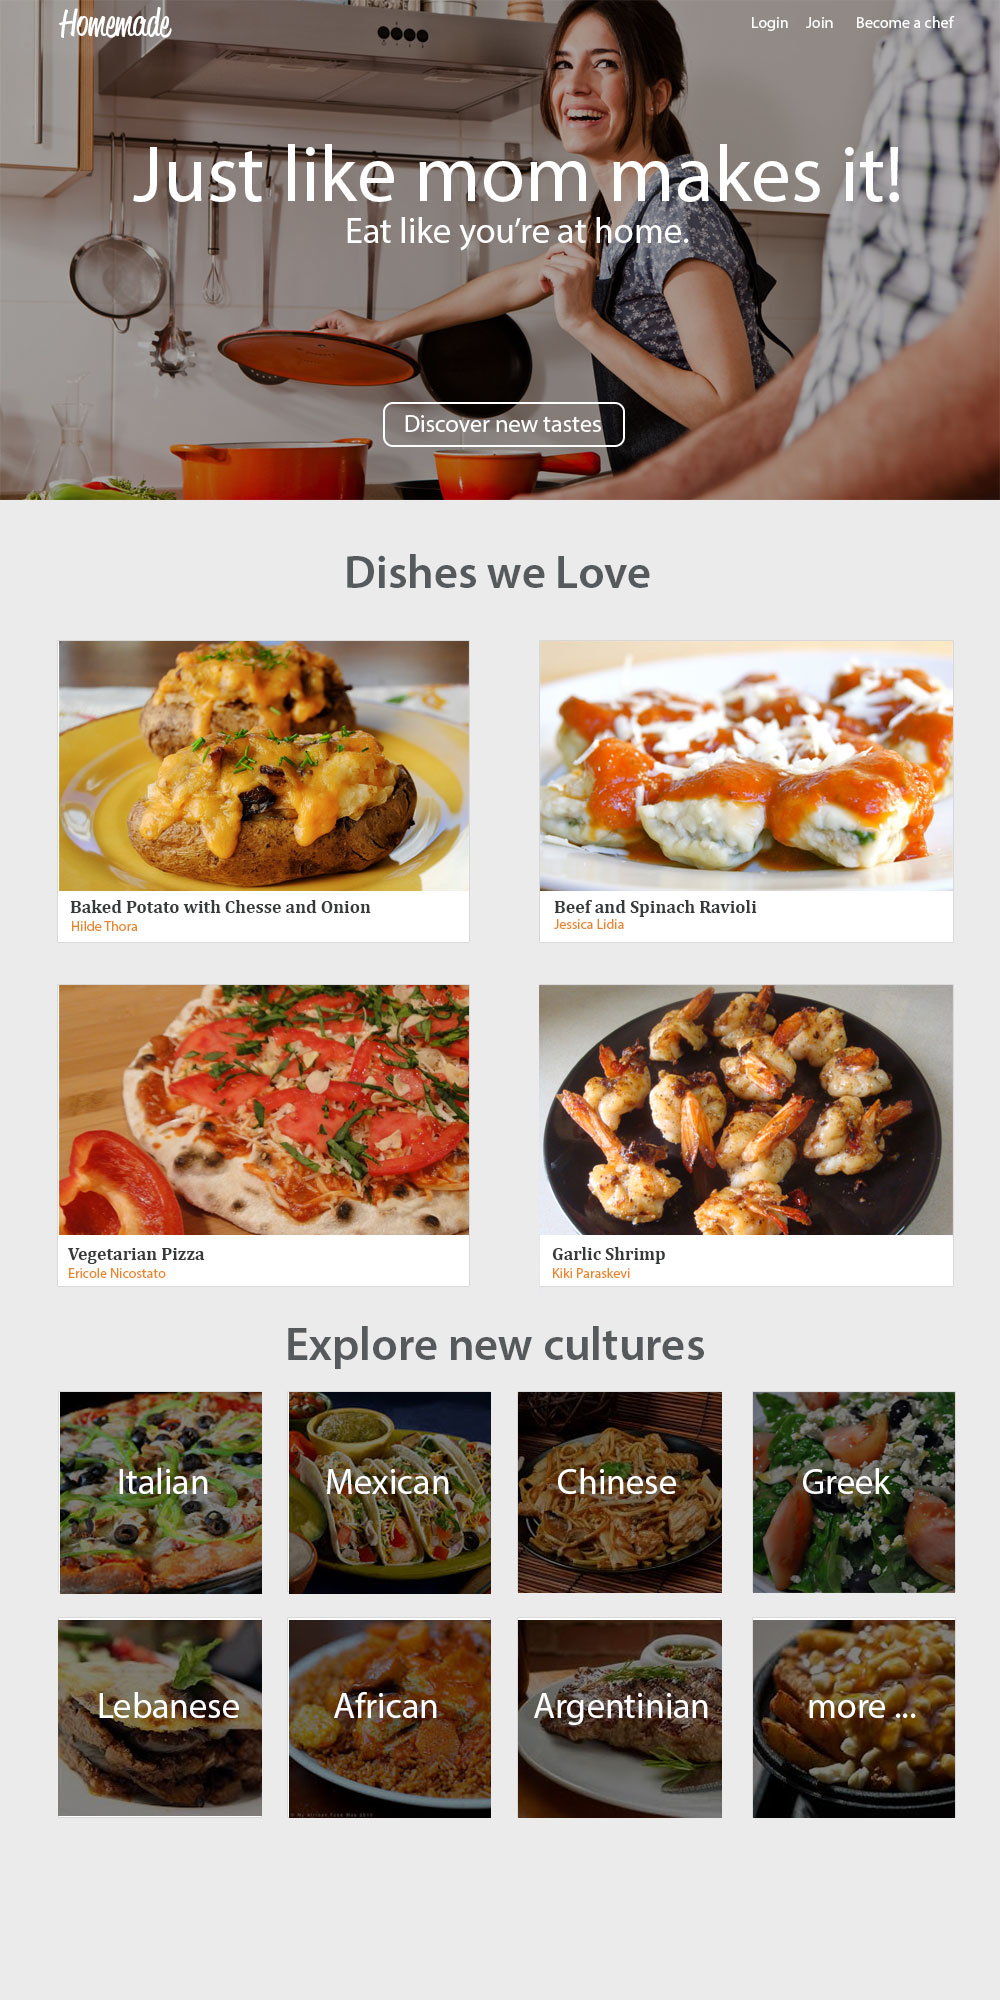 Homemade
Login Join Become a chef
Just like mom makes it!
Eat like you're at home.
Discover new tastes
Dishes we Love
Baked Potato with Chesse and Onion
Hilde Thora
Beef and Spinach Ravioli
Jessica Lidia
Vegetarian Pizza
Ericole Nicostato
Garlic Shrimp
Kiki Paraskevi
Explore new cultures
Italian
Mexican
Chinese
Greek
Lebanese
African
Argentinian
more ...